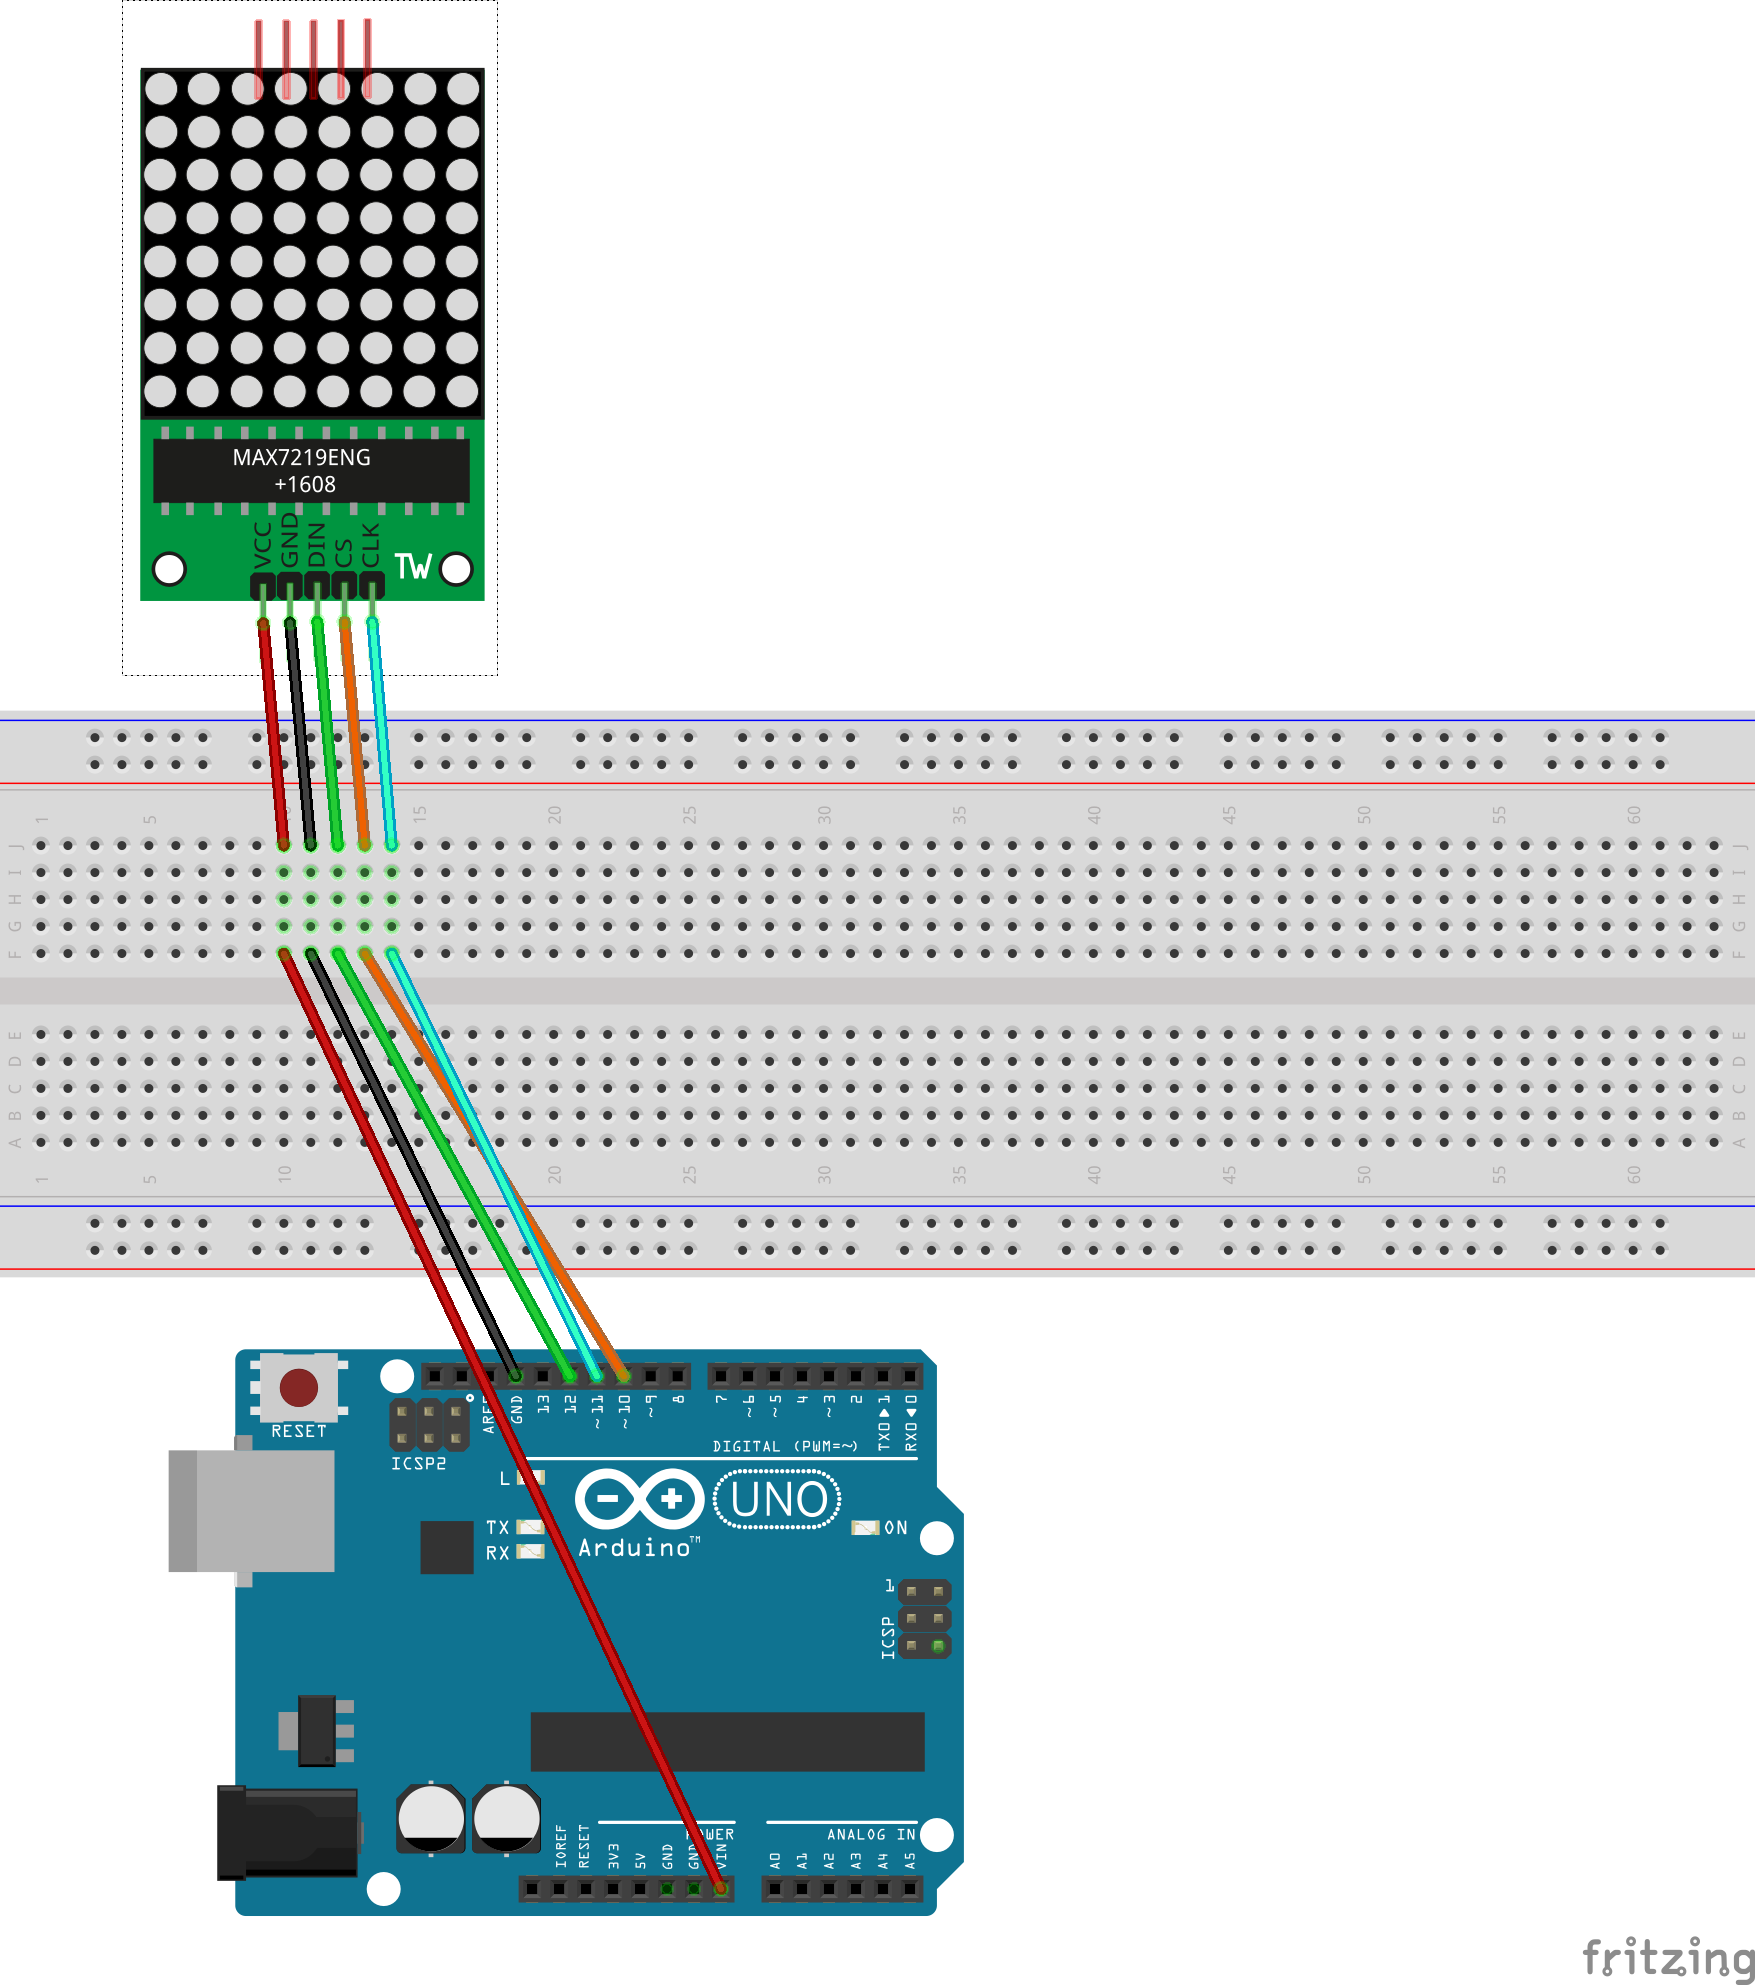 MAX7219ENG
+1608
VCC
GND
DIN
CS
CLK
TW
1
5
15
20
25
30
35
40
45
50
55
60
J
I
H
G
F
J
I
H
G
F
E
D
C
B
A
E
D
C
B
A
1
5
10
20
25
30
35
40
45
50
55
60
RESET
ICSP2
GND
13
12
~11
~10
~9
8
7
~6
~5
4
~3
2
TX0▶1
RX0◀0
DIGITAL (PWM=~)
L
TX
RX
Arduino™
UNO
ON
1
ICSP
POWER
ANALOG IN
IOREF
RESET
3V3
5V
GND
GND
VIN
A0
A1
A2
A3
A4
A5
fritzing